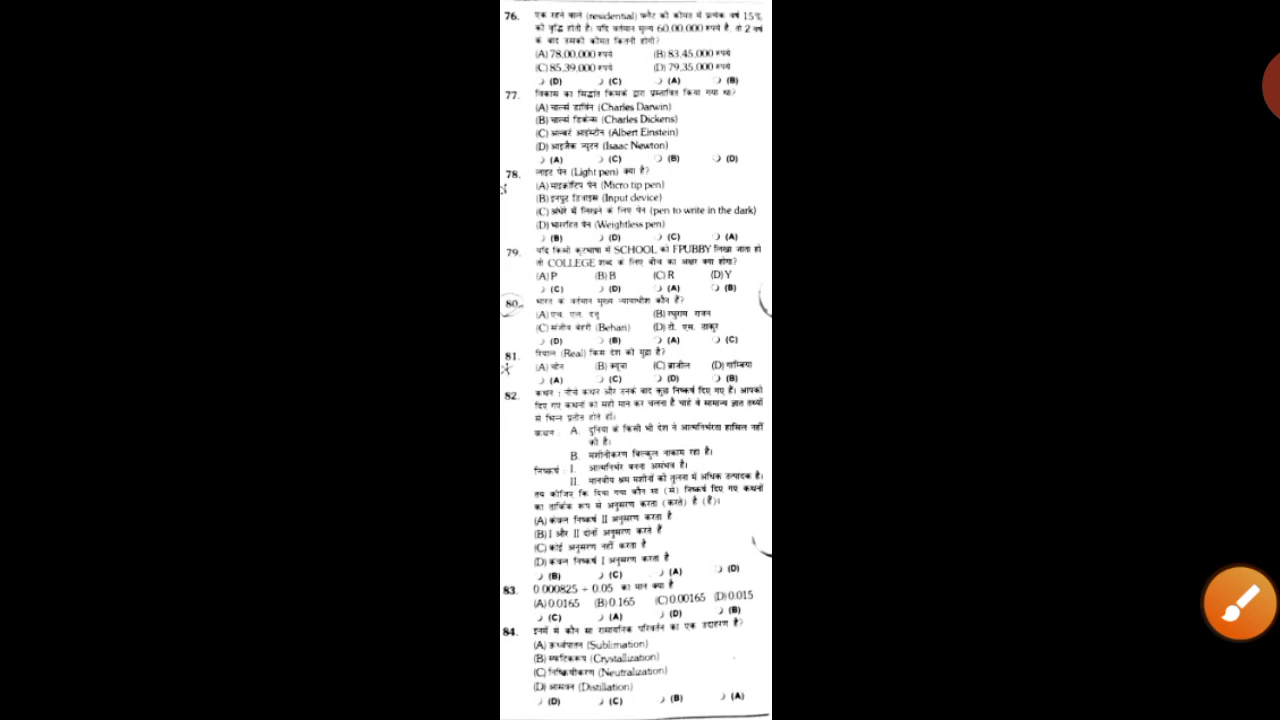 76. एक रहने वाले (residential) फ्लैट की कीमत में प्रत्येक वर्ष 15%
की वृद्धि होती है। यदि वर्तमान मूल्य 60,00,000 रुपये है, तो 2 वर्ष
के बाद उसकी कीमत कितनी होगी?
(A) 78,00,000 रुपये (B) 83,45,000 रुपये
(C) 85,39,000 रुपये (D) 79,35,000 रुपये
(D) (C) (A) (B)
77. विकास का सिद्धांत किसके द्वारा प्रस्तावित किया गया था?
(A) चार्ल्स डार्विन (Charles Darwin)
(B) चार्ल्स डिकेन्स (Charles Dickens)
(C) अल्बर्ट आइंस्टीन (Albert Einstein)
(D) आइजैक न्यूटन (Isaac Newton)
(A) (C) (B) (D)
78. लाइट पेन (Light pen) क्या है?
(A) माइक्रोटिप पेन (Micro tip pen)
(B) इनपुट डिवाइस (Input device)
(C) अंधेरे में लिखने के लिए पेन (pen to write in the dark)
(D) भाररहित पेन (Weightless pen)
(B) (D) (C) (A)
79. यदि किसी कूटभाषा में SCHOOL को FPUBBY लिखा जाता हो
तो COLLEGE शब्द के लिए बीच का अक्षर क्या होगा?
(A) P (B) B (C) R (D) Y
(C) (D) (A) (B)
80. भारत के वर्तमान मुख्य न्यायाधीश कौन हैं?
(A) एच. एल. दत्तू (B) रघुराम राजन
(C) संजीव बेहरी (Behan) (D) टी. एस. ठाकुर
(D) (B) (A) (C)
81. रियाल (Real) किस देश की मुद्रा है?
(A) चीन (B) क्यूबा (C) ब्राजील (D) गाम्बिया
(A) (C) (D) (B)
82. कथन : नीचे कथन और उनके बाद कुछ निष्कर्ष दिए गए हैं। आपको
दिए गए कथनों को सही मान कर चलना है चाहे वे सामान्य ज्ञात तथ्यों
से भिन्न प्रतीत होते हों।
कथन : A. दुनिया के किसी भी देश ने आत्मनिर्भरता हासिल नहीं
की है।
B. मशीनीकरण बिल्कुल नाकाम रहा है।
निष्कर्ष : I. आत्मनिर्भर बनना असंभव है।
II. मानवीय श्रम मशीनों की तुलना में अधिक उत्पादक है।
तय कीजिए कि दिया गया कौन सा (से) निष्कर्ष दिए गए कथनों
का तार्किक रूप से अनुसरण करता (करते) है (हैं)।
(A) केवल निष्कर्ष II अनुसरण करता है
(B) I और II दोनों अनुसरण करते हैं
(C) कोई अनुसरण नहीं करता है
(D) केवल निष्कर्ष I अनुसरण करता है
(B) (C) (A) (D)
83. 0.000825 ÷ 0.05 का मान क्या है
(A) 0.0165 (B) 0.165 (C) 0.00165 (D) 0.015
(C) (A) (D) (B)
84. इनमें से कौन सा रासायनिक परिवर्तन का एक उदाहरण है?
(A) ऊर्ध्वपातन (Sublimation)
(B) स्फटिकरूप (Crystallization)
(C) निष्क्रियीकरण (Neutralization)
(D) आसवन (Distillation)
(D) (C) (B) (A)